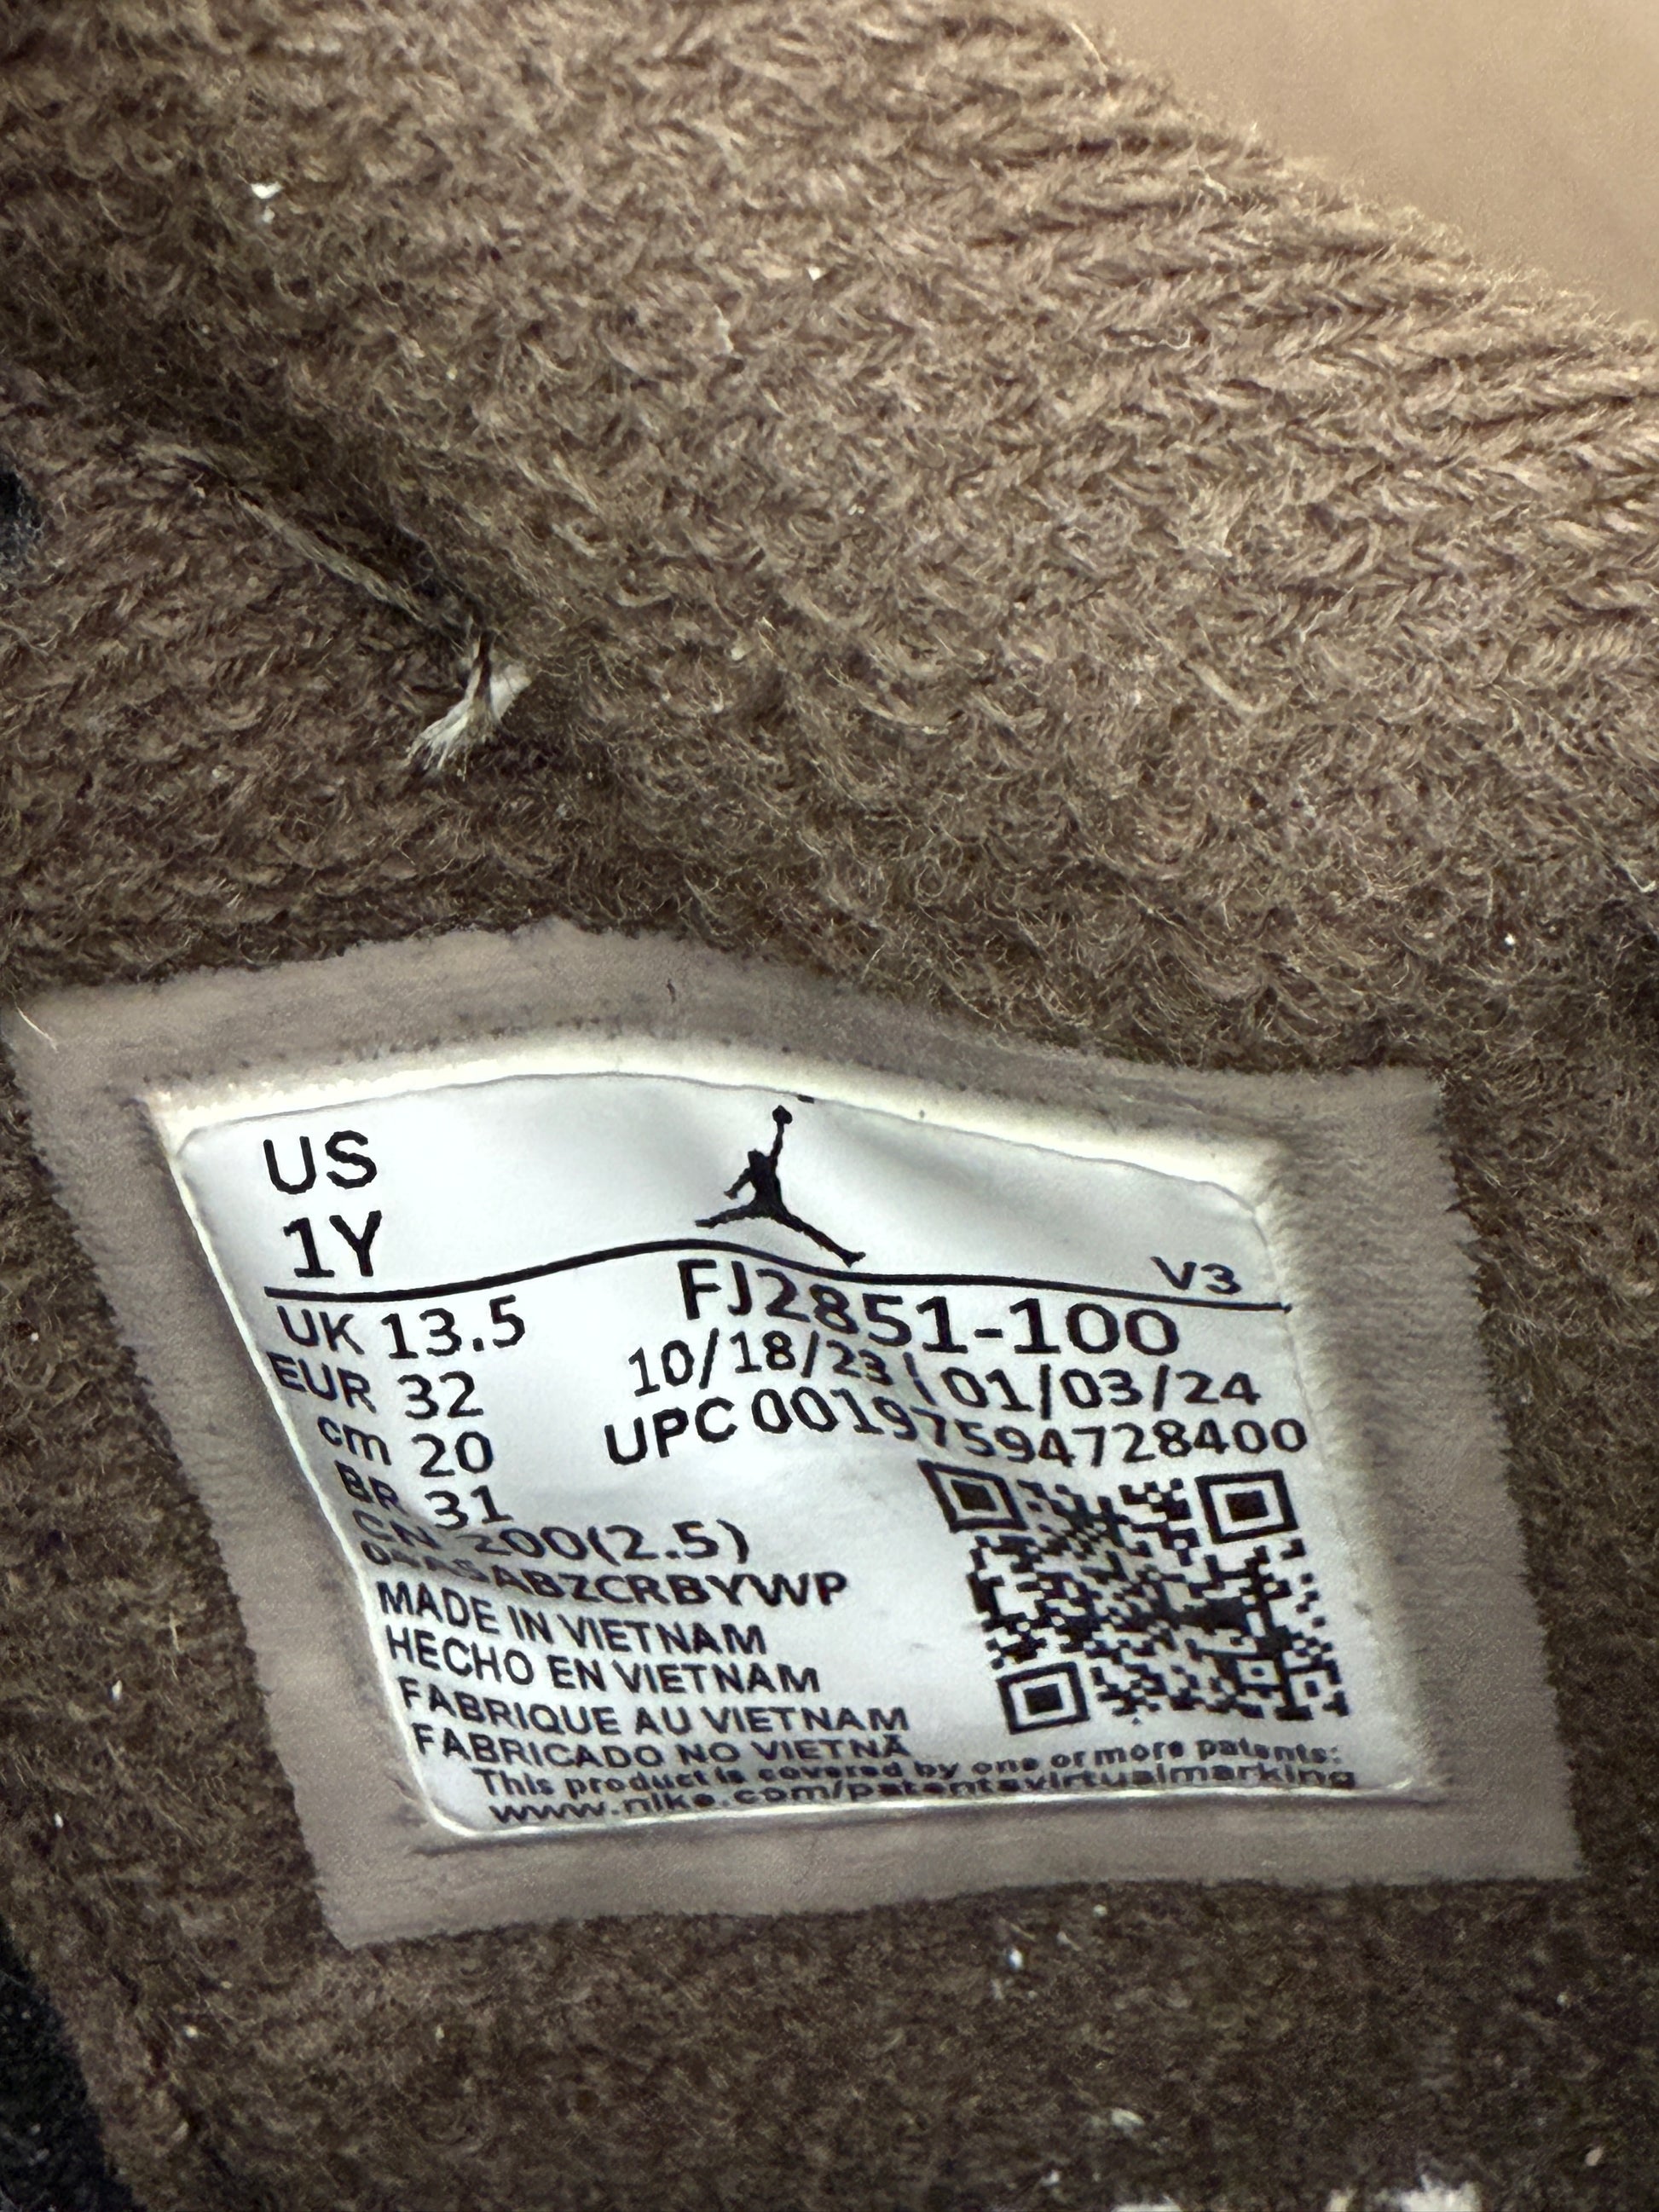 US
1Y
V3
UK 13.5
EUR 32
cm 20
BR 31
CN 200(2.5)
FJ2851-100
10/18/23 | 01/03/24
UPC 00197594728400
MADE IN VIETNAM
HECHO EN VIETNAM
FABRIQUE AU VIETNAM
FABRICADO NO VIETNÃ
This product is covered by one or more patents:
www.nike.com/patentsvirtualmarking